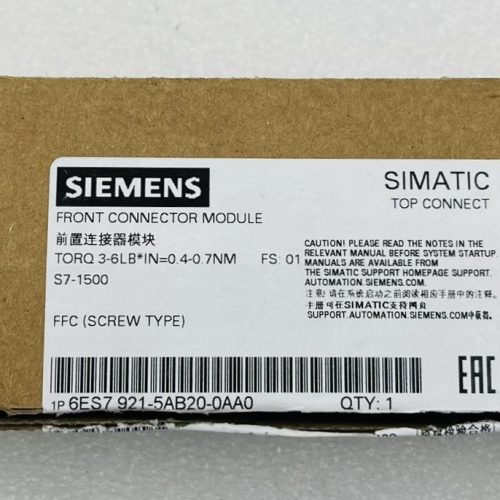 SIEMENS
SIMATIC
TOP CONNECT
FRONT CONNECTOR MODULE
前置连接器模块
TORQ 3-6LB*IN=0.4-0.7NM FS: 01
S7-1500
FFC (SCREW TYPE)
CAUTION! PLEASE READ THE NOTES IN THE
RELEVANT MANUAL BEFORE SYSTEM STARTUP.
MANUALS ARE AVAILABLE FROM
THE SIMATIC SUPPORT HOMEPAGE SUPPORT.
AUTOMATION.SIEMENS.COM
注意! 请在系统启动之前阅读相应手册中的注释。
手册可在SIMATIC支持网页
SUPPORT.AUTOMATION.SIEMENS.COM中获得。
EAC
1P 6ES7 921-5AB20-0AA0 QTY: 1